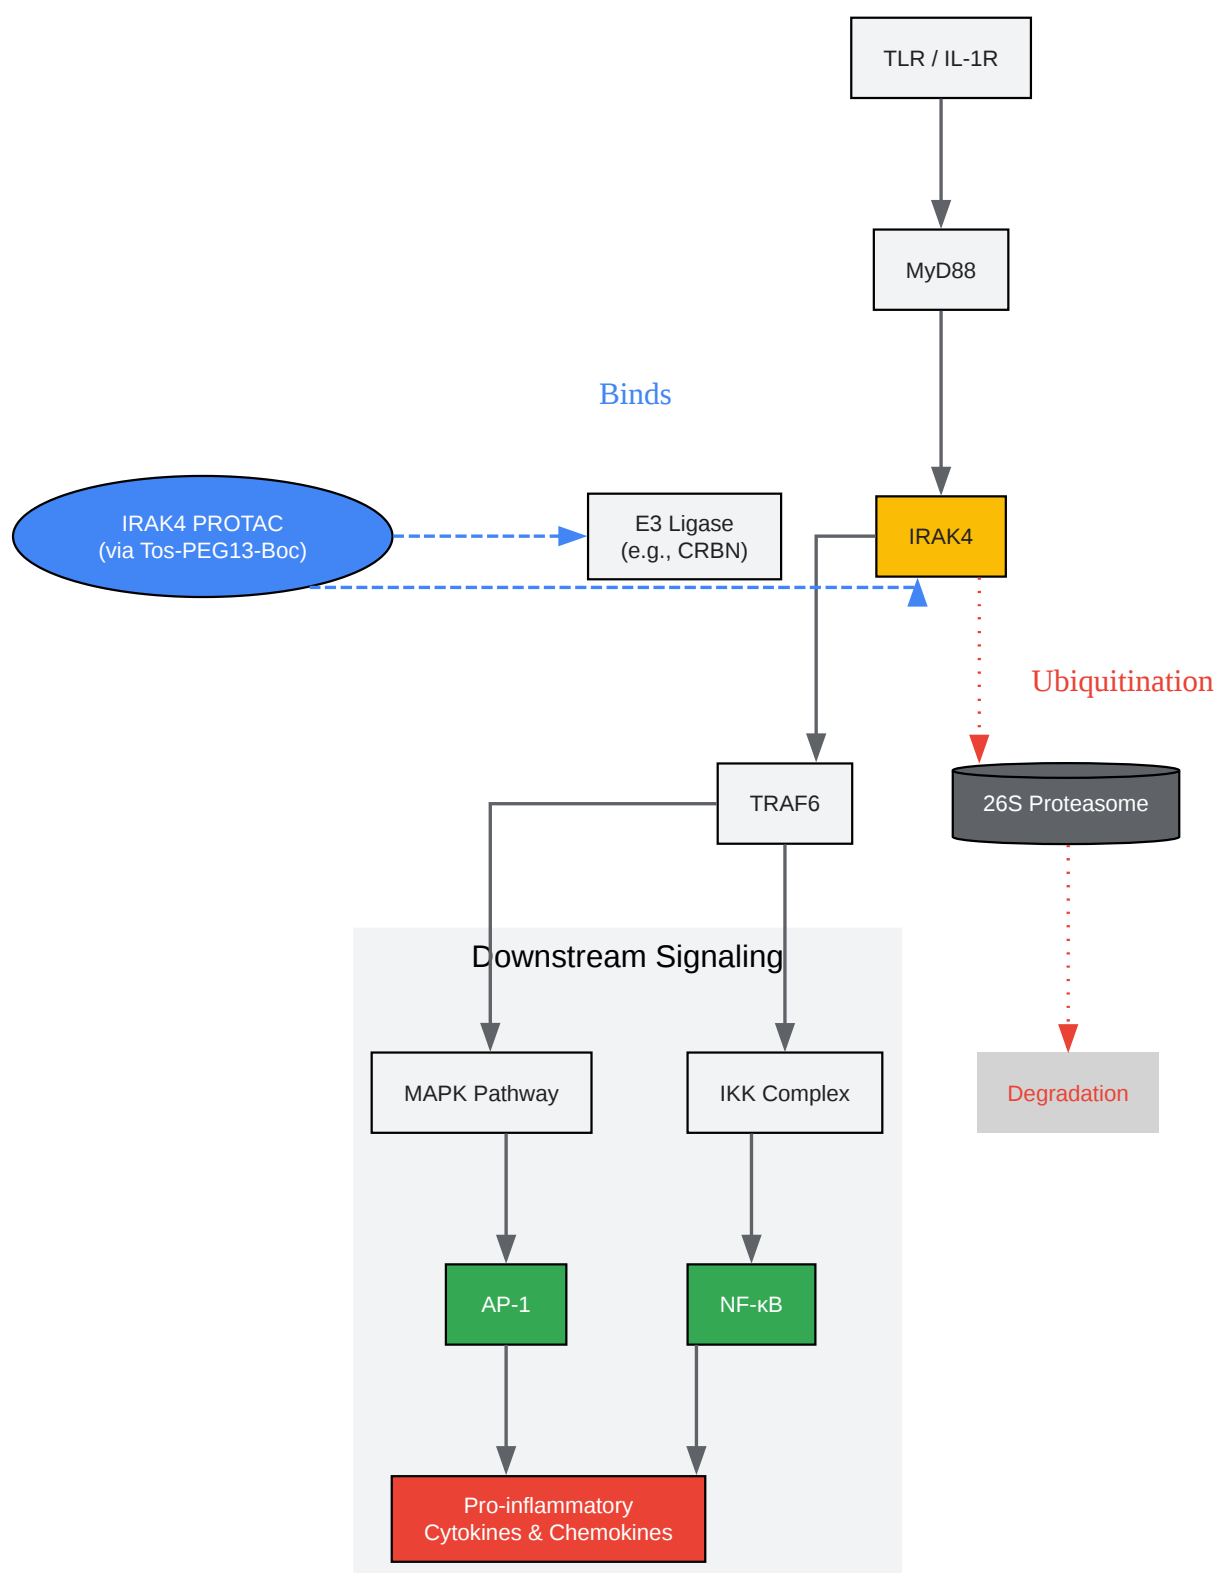 TLR / IL-1R
MyD88
Binds
IRAK4 PROTAC
(via Tos-PEG13-Boc)
E3 Ligase
(e.g., CRBN)
IRAK4
Ubiquitination
TRAF6
26S Proteasome
Downstream Signaling
MAPK Pathway
IKK Complex
Degradation
AP-1
NF-κB
Pro-inflammatory
Cytokines & Chemokines